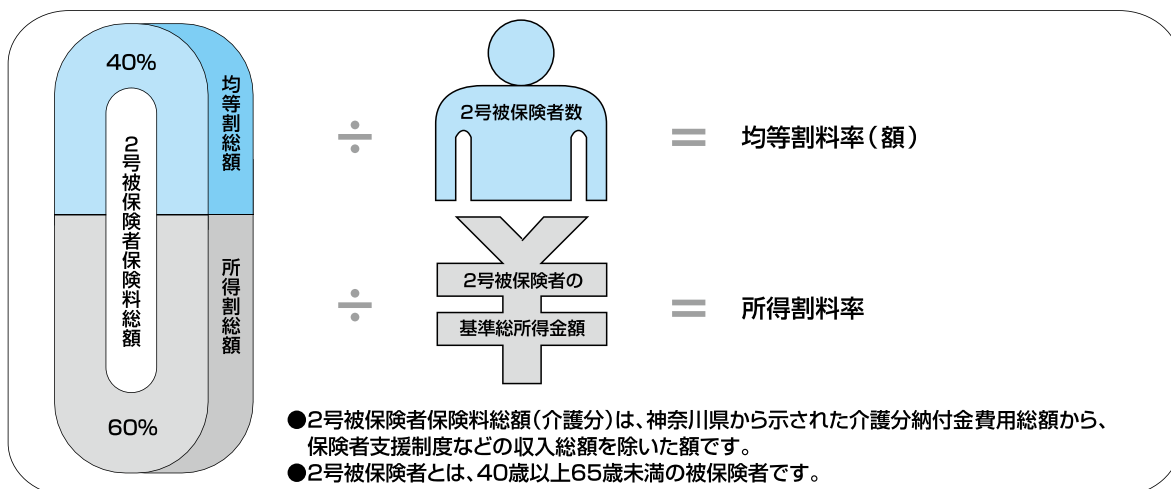 40%
均等割総額
2号被保険者保険料総額
所得割総額
60%
÷
2号被保険者数
=
均等割料率(額)
÷
2号被保険者の
基準総所得金額
=
所得割料率
●2号被保険者保険料総額(介護分)は、神奈川県から示された介護分納付金費用総額から、
保険者支援制度などの収入総額を除いた額です。
●2号被保険者とは、40歳以上65歳未満の被保険者です。